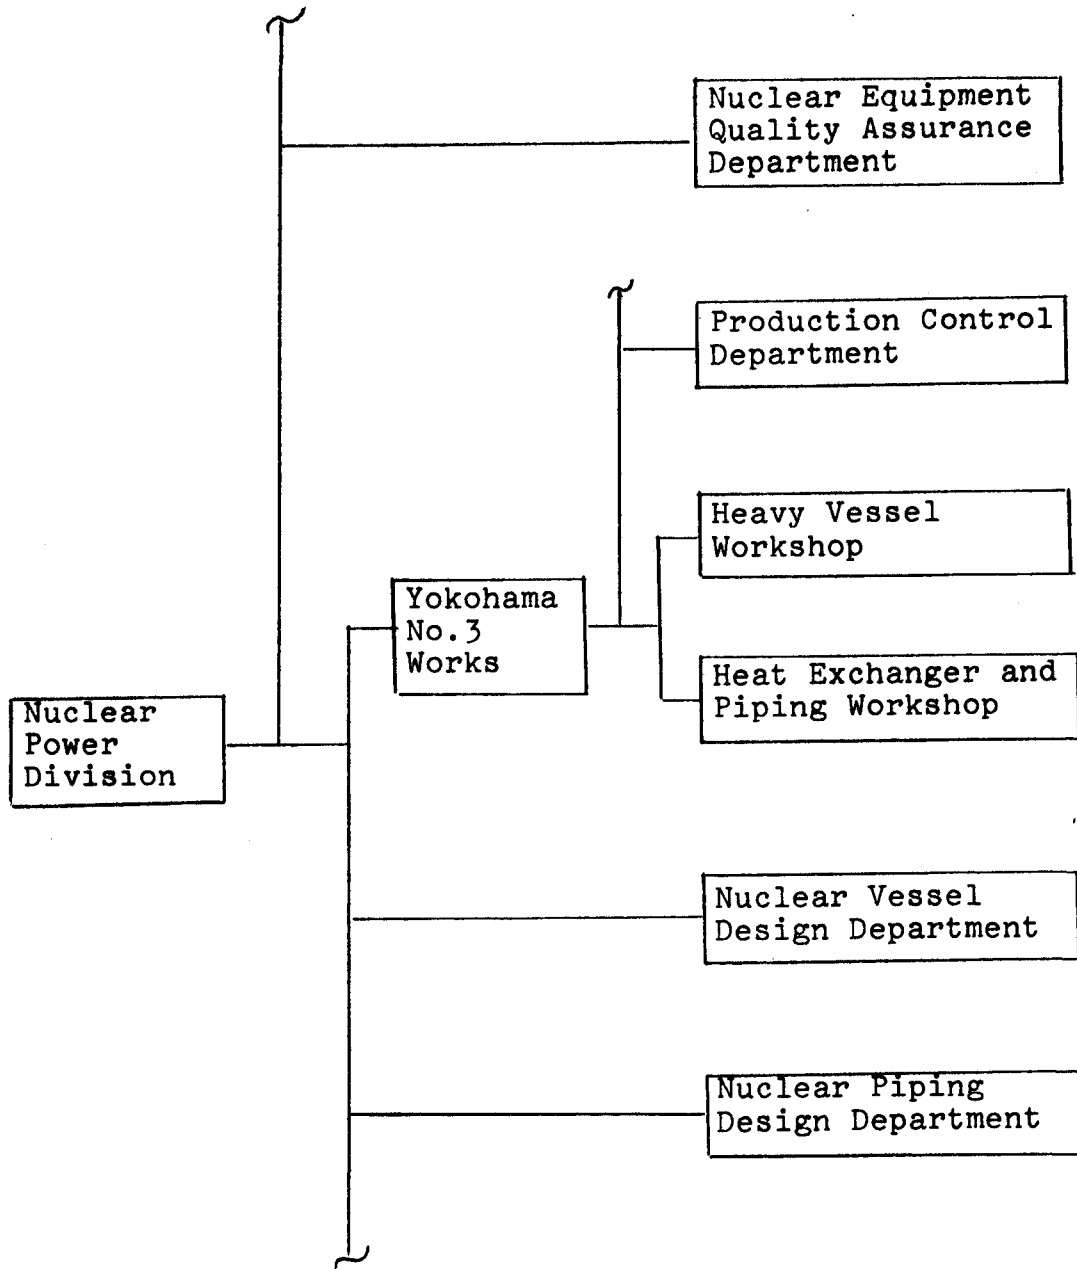 Nuclear Equipment
Quality Assurance
Department
Production Control
Department
Heavy Vessel
Workshop
Yokohama
No.3
Works
Heat Exchanger and
Piping Workshop
Nuclear
Power
Division
Nuclear Vessel
Design Department
Nuclear Piping
Design Department